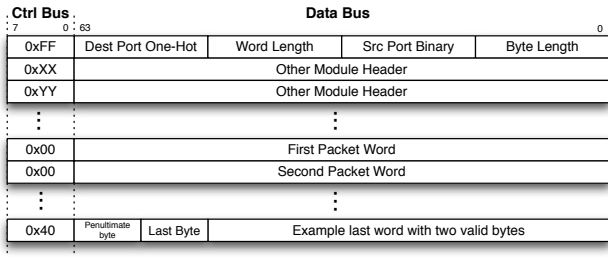 Ctrl Bus Data Bus
7 0 63 0
0xFF Dest Port One-Hot Word Length Src Port Binary Byte Length
0xXX Other Module Header
0xYY Other Module Header
0x00 First Packet Word
0x00 Second Packet Word
0x40 Penultimate byte Last Byte Example last word with two valid bytes